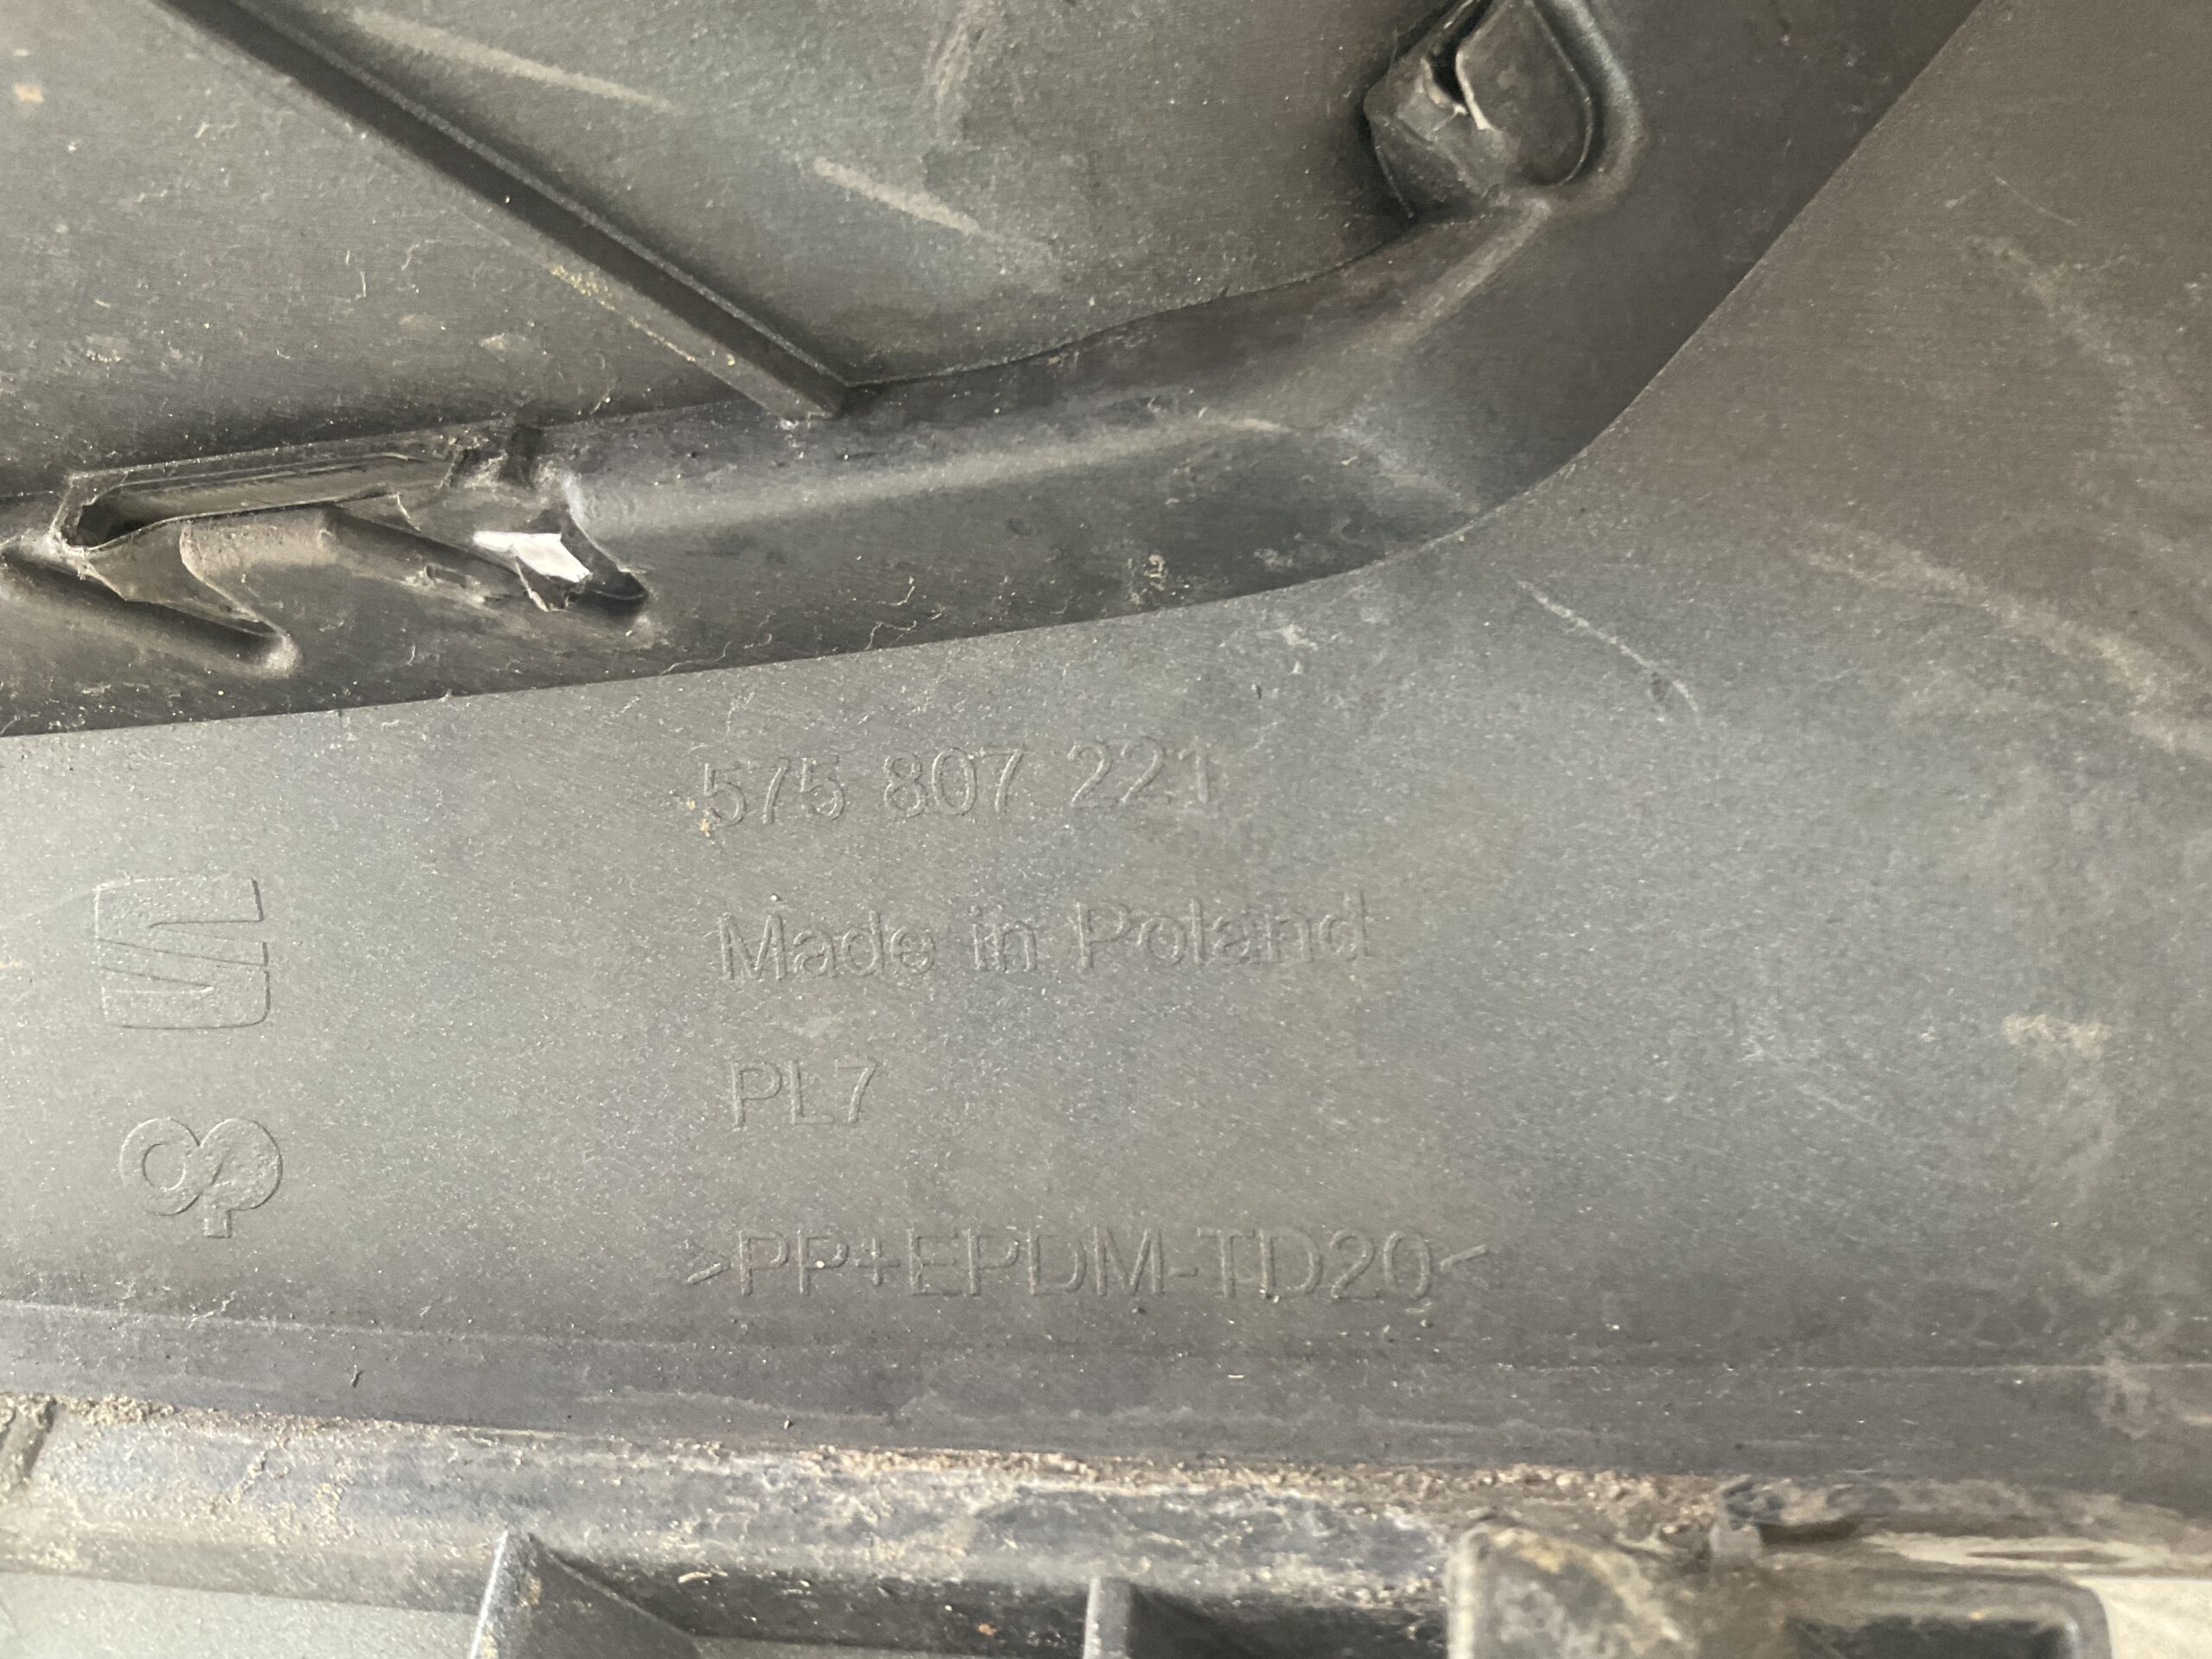 575 807 221
Made in Poland
PL7
>PP+EPDM-TD20<